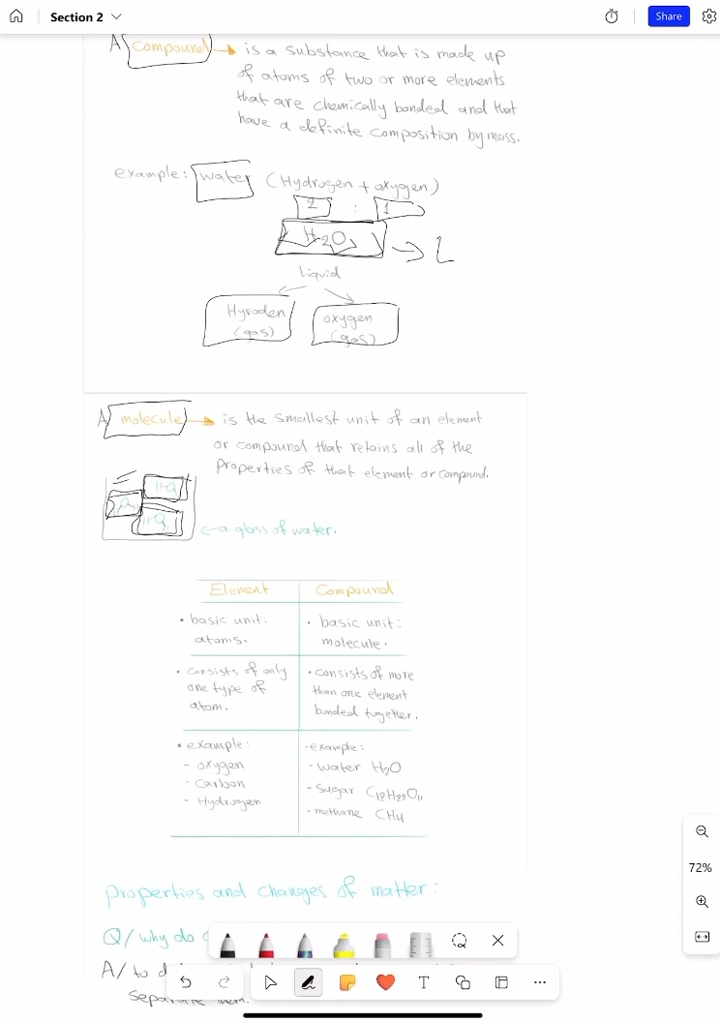 Section 2
Share
A/ Compound → is a substance that is made up
of atoms of two or more elements
that are chemically bonded and that
have a definite composition by mass.
example: water (Hydrogen + oxygen)
2 : 1
H2O → L
Liquid
Hyroden
(gas)
oxygen
(gas)
A/ molecule → is the smallest unit of an element
or compound that retains all of the
properties of that element or compound.
← a glass of water.
Element
Compound
• basic unit:
atoms.
• basic unit:
molecule.
• consists of only
one type of
atom.
• consists of more
than one element
bonded together.
• example:
- oxygen
- Carbon
- Hydrogen
• example:
- water H2O
- Sugar C12H22O11
- methane CH4
properties and changes of matter:
Q/ why do
A/ to
72%
T